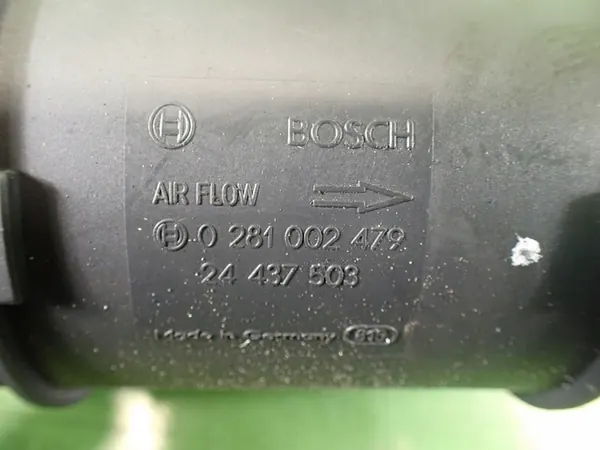 BOSCH
AIR FLOW
0 281 002 479
24 437 503
Made in Germany